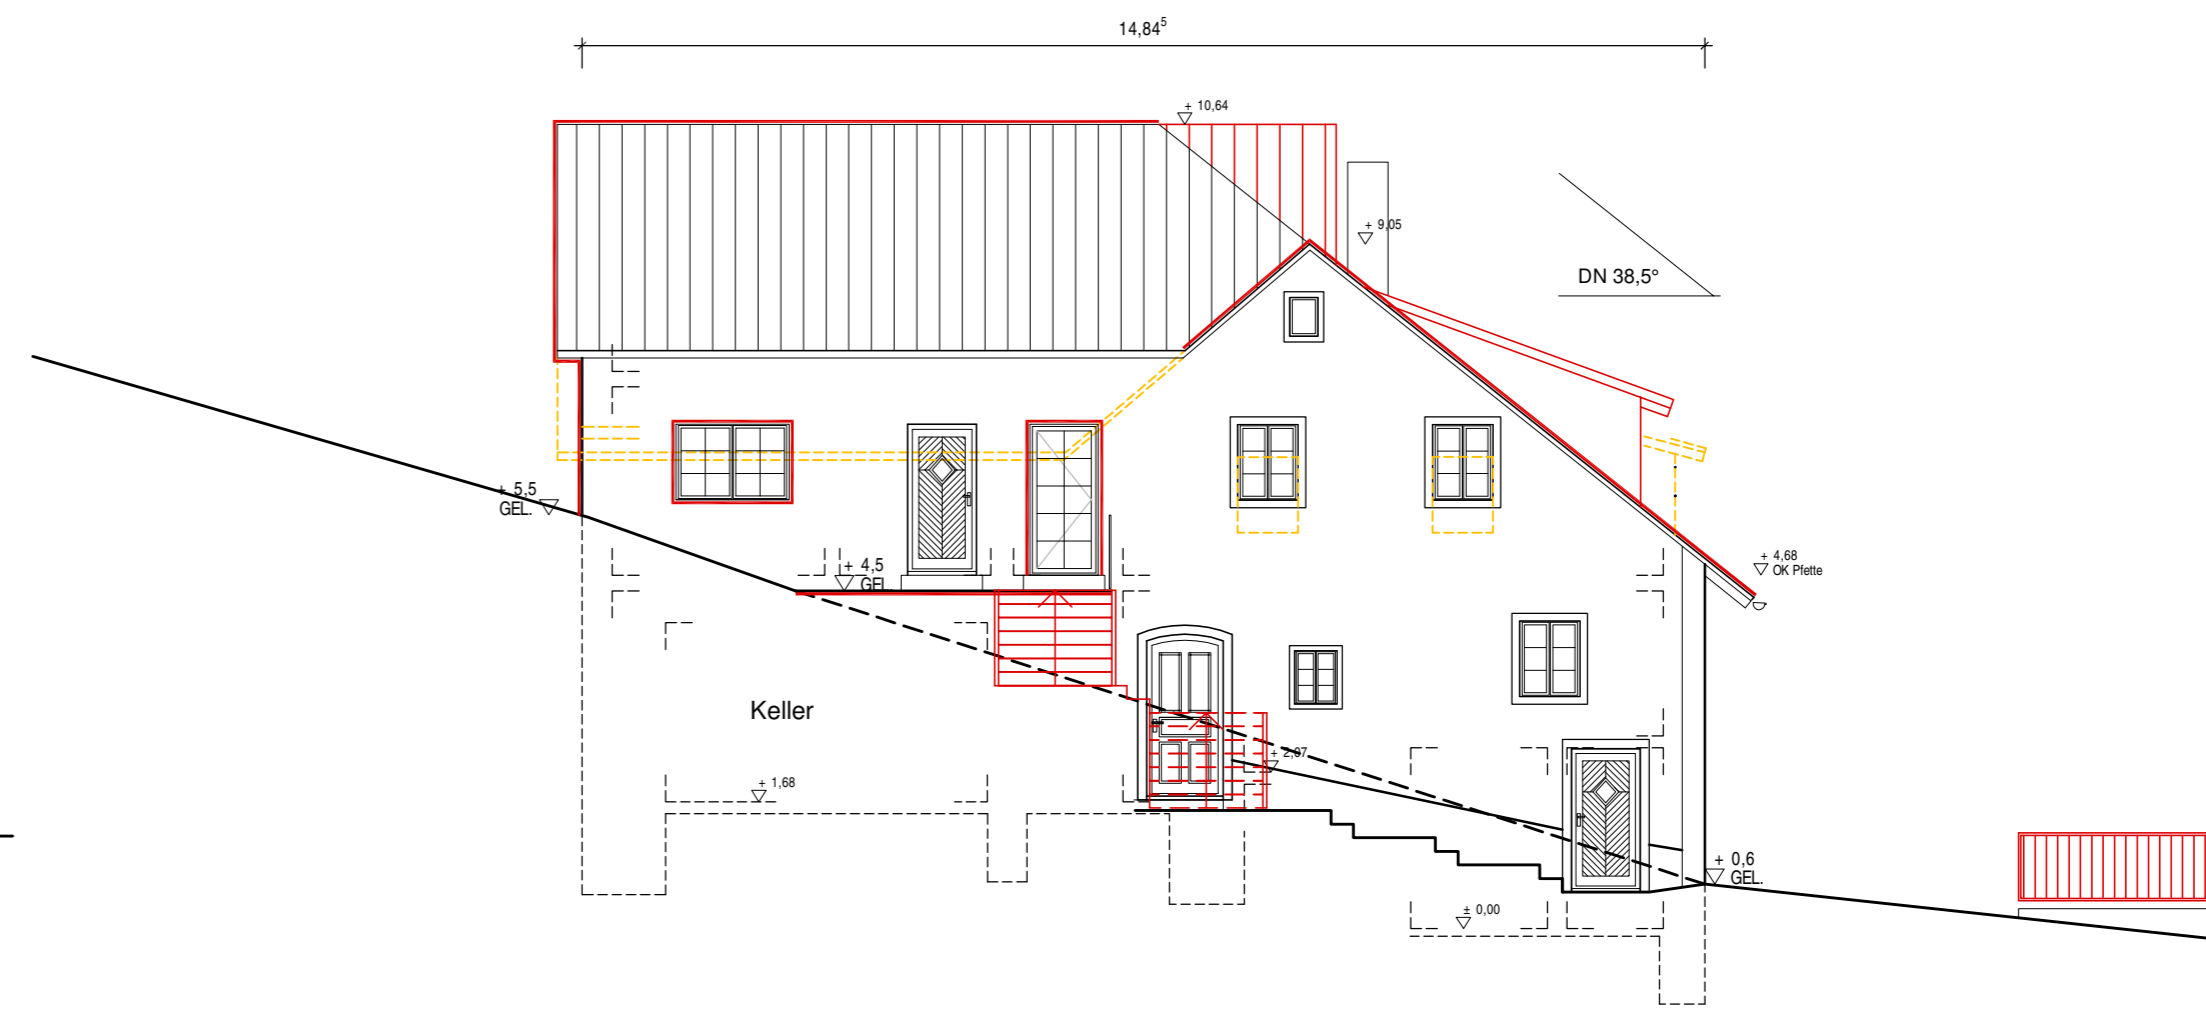 14,84⁵
+ 10,64
+ 9,05
DN 38,5°
+ 5,5
GEL.
+ 4,5
GEL.
+ 4,68
OK Pfette
Keller
+ 2,07
+ 1,68
+ 0,6
GEL.
± 0,00